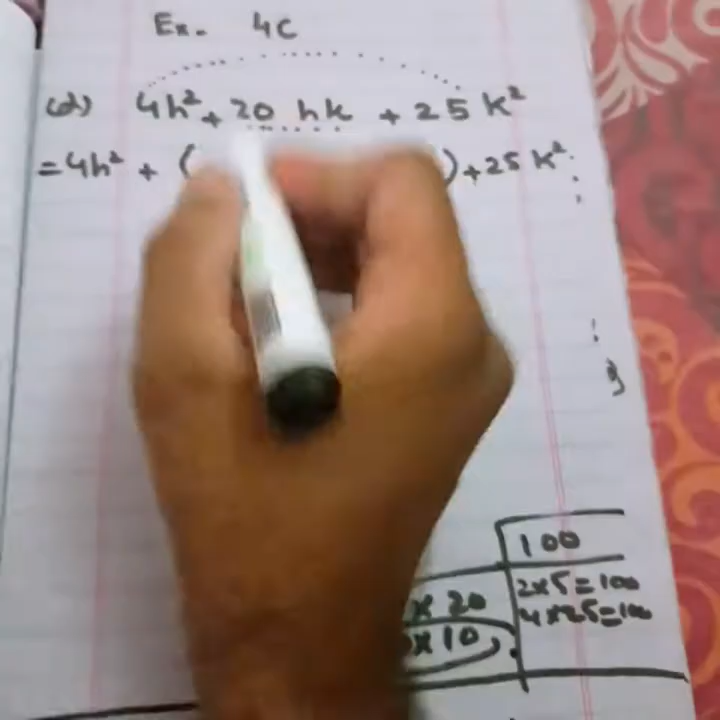 Ex. 4C
(d) 4h² + 20 hk + 25 k²
= 4h² + ( ) + 25 k²
100
2x5=100
x 20
4x25=100
x 10